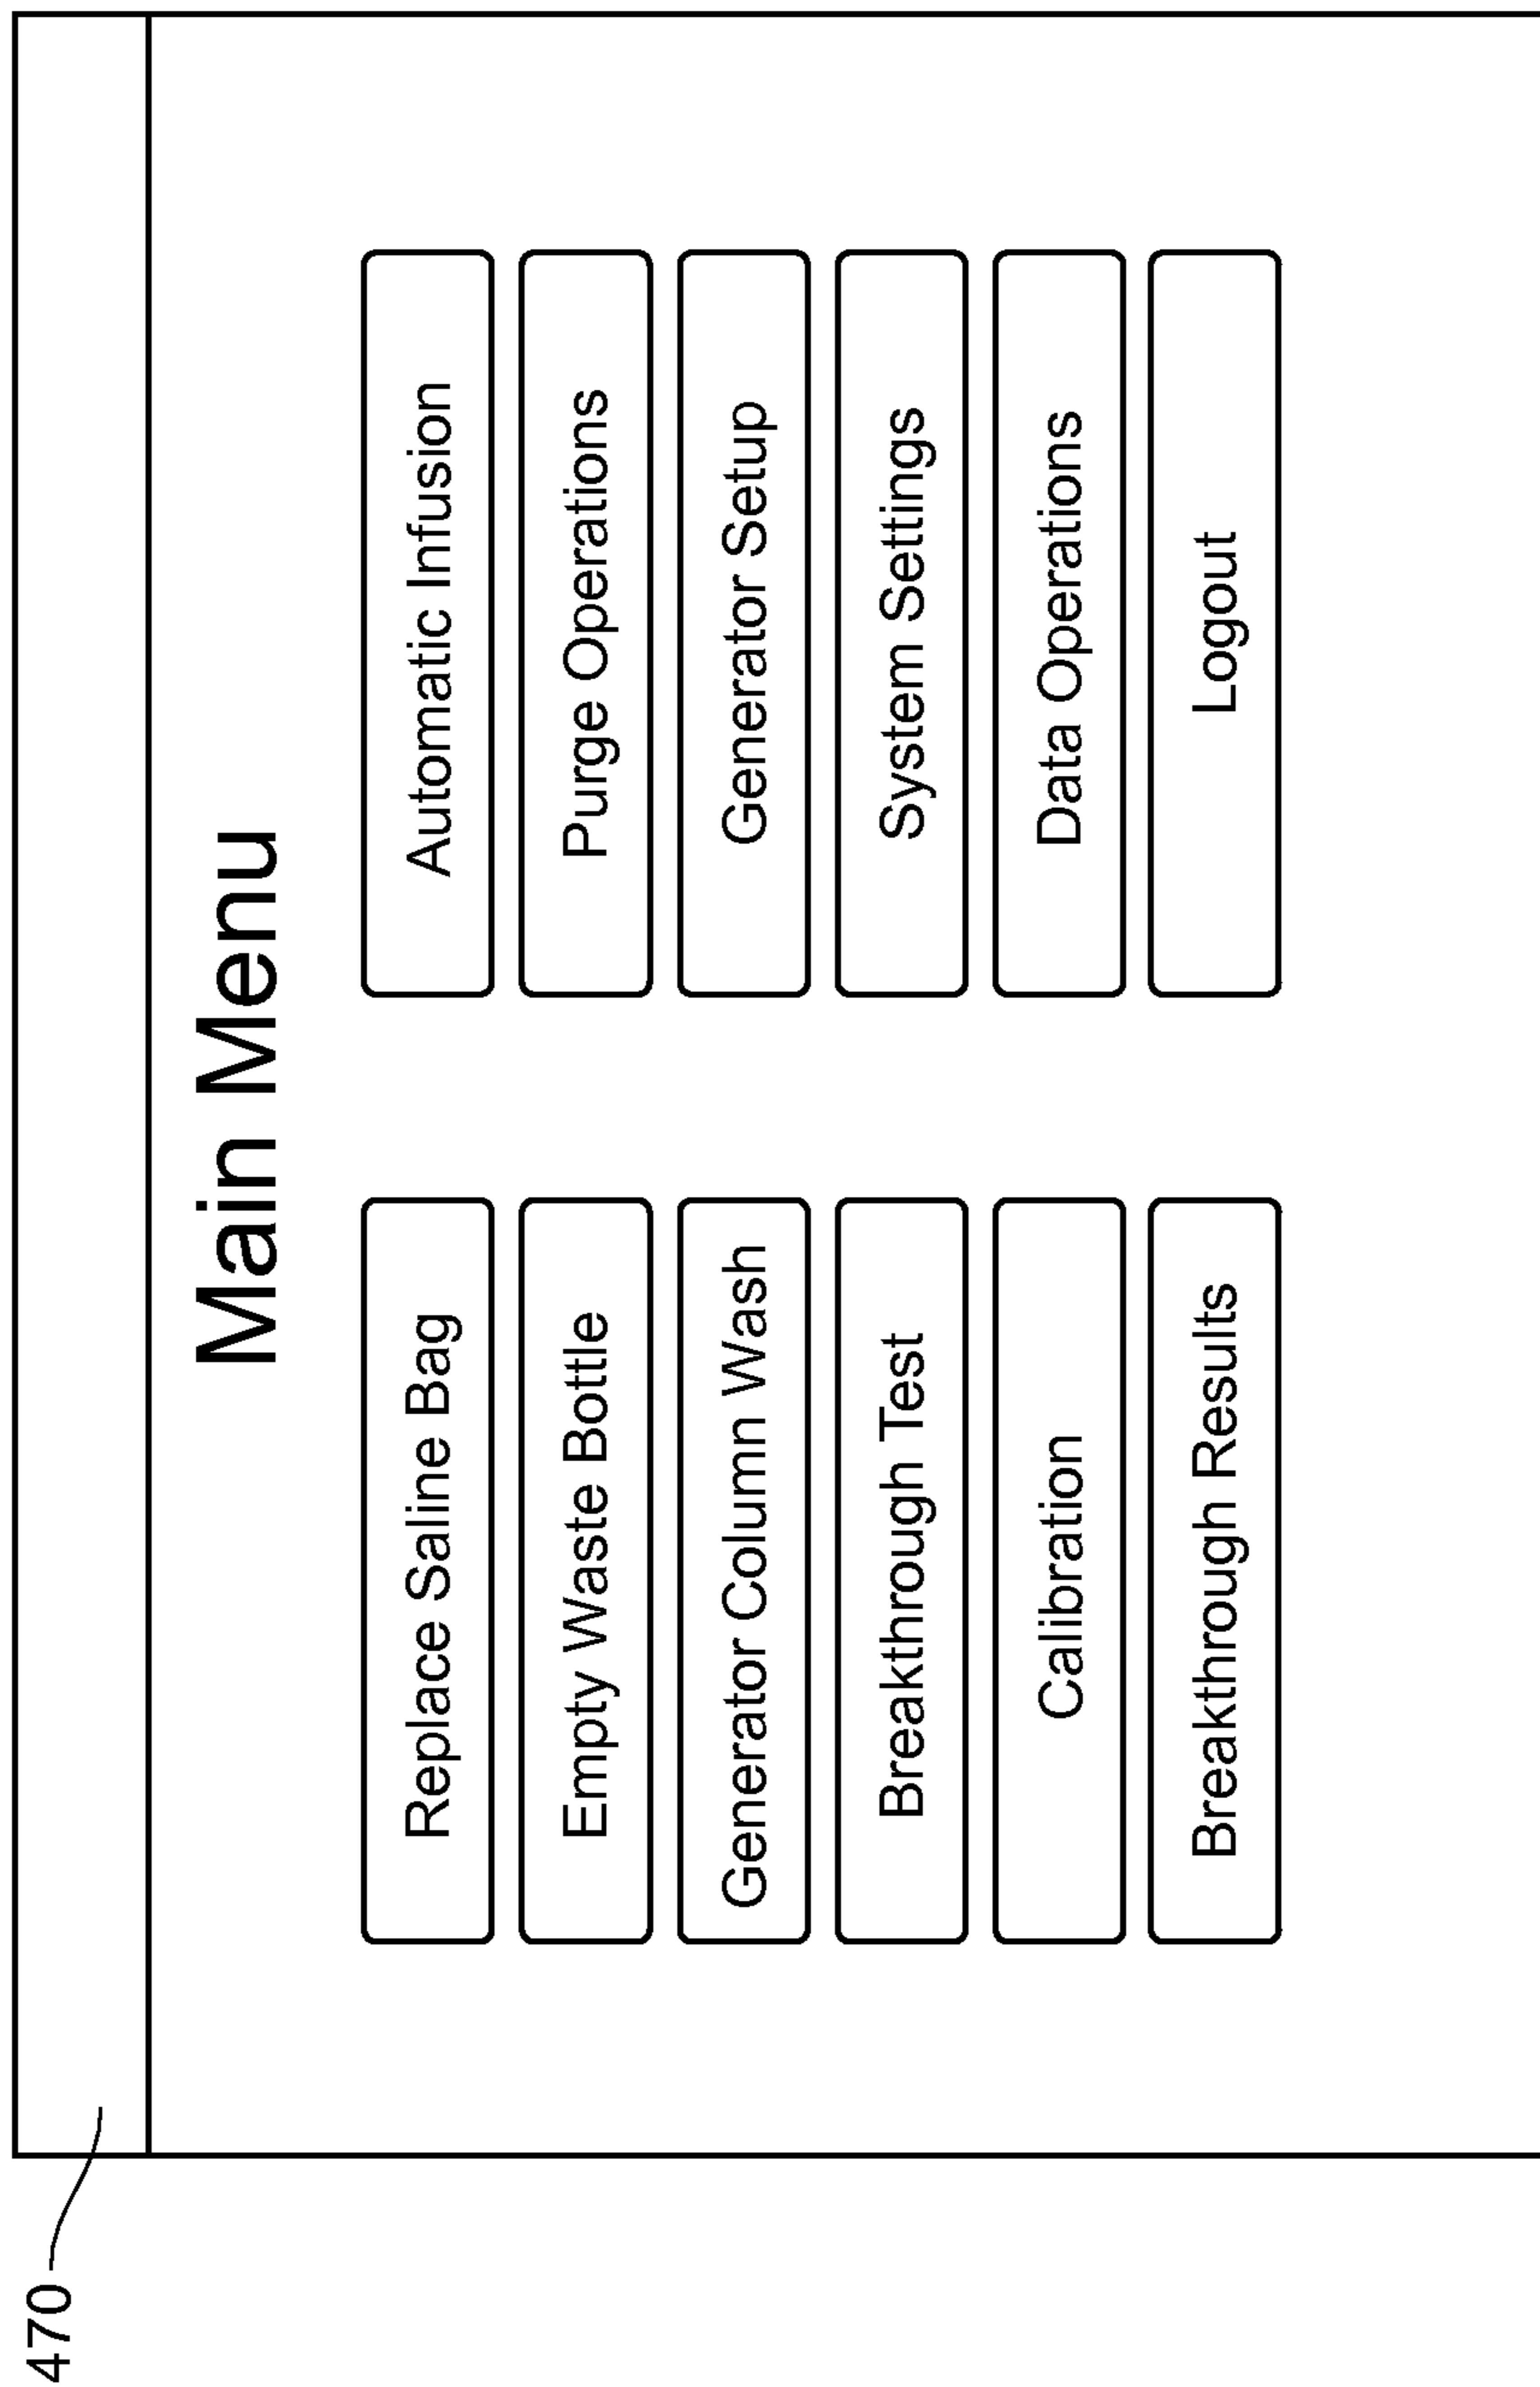 470
Main Menu
Replace Saline Bag
Automatic Infusion
Empty Waste Bottle
Purge Operations
Generator Column Wash
Generator Setup
Breakthrough Test
System Settings
Calibration
Data Operations
Breakthrough Results
Logout